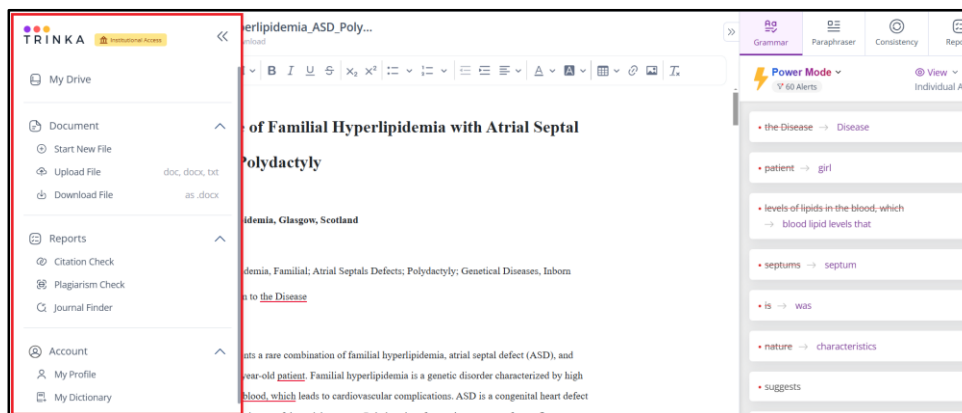 TRINKA
Institutional Access
My Drive
Document
Start New File
Upload File doc, docx, txt
Download File as .docx
Reports
Citation Check
Plagiarism Check
Journal Finder
Account
My Profile
My Dictionary
erlipidemia_ASD_Poly...
wnload
B I U S X₂ X² A A Tx
of Familial Hyperlipidemia with Atrial Septal
Polydactyly
idemia, Glasgow, Scotland
demia, Familial; Atrial Septals Defects; Polydactyly; Genetical Diseases, Inborn
n to the Disease
nts a rare combination of familial hyperlipidemia, atrial septal defect (ASD), and
year-old patient. Familial hyperlipidemia is a genetic disorder characterized by high
blood, which leads to cardiovascular complications. ASD is a congenital heart defect
Grammar Paraphraser Consistency Repo
Power Mode View
60 Alerts Individual A
the Disease → Disease
patient → girl
levels of lipids in the blood, which
→ blood lipid levels that
septums → septum
is → was
nature → characteristics
suggests